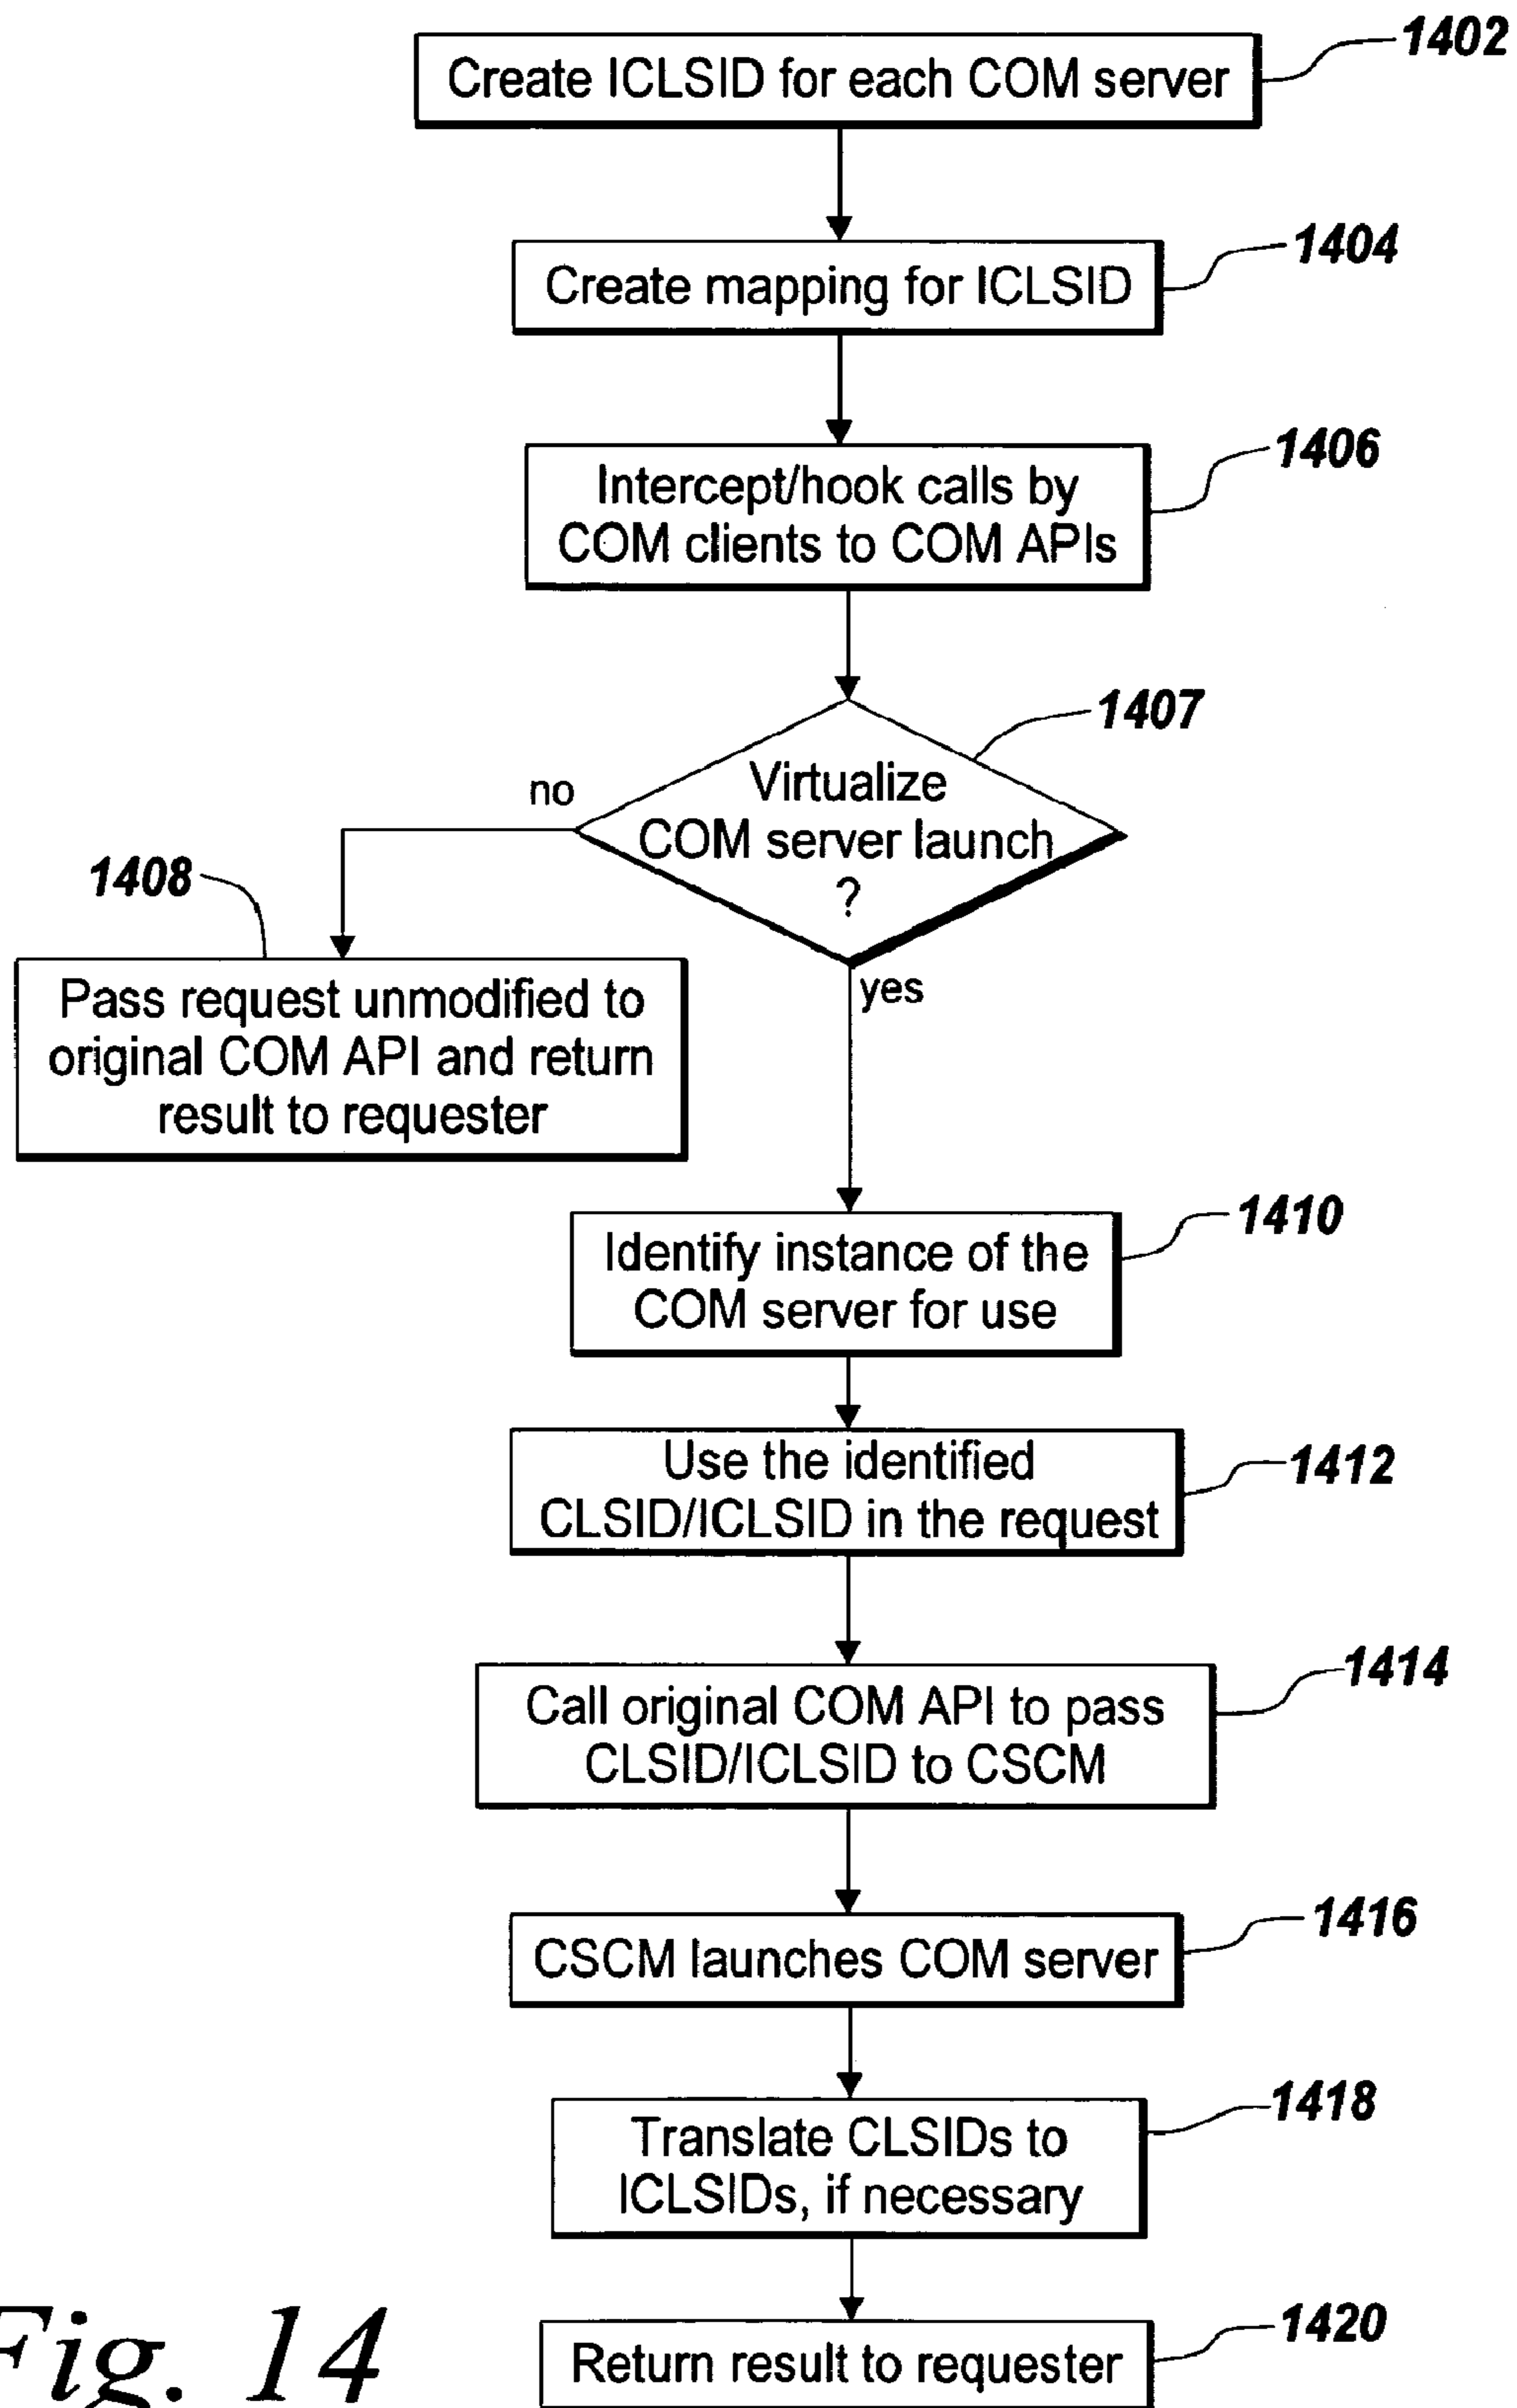 1402
Create ICLSID for each COM server
1404
Create mapping for ICLSID
1406
Intercept/hook calls by
COM clients to COM APIs
1407
Virtualize
COM server launch
?
no
yes
1408
Pass request unmodified to
original COM API and return
result to requester
1410
Identify instance of the
COM server for use
1412
Use the identified
CLSID/ICLSID in the request
1414
Call original COM API to pass
CLSID/ICLSID to CSCM
1416
CSCM launches COM server
1418
Translate CLSIDs to
ICLSIDs, if necessary
1420
Return result to requester
Fig. 14